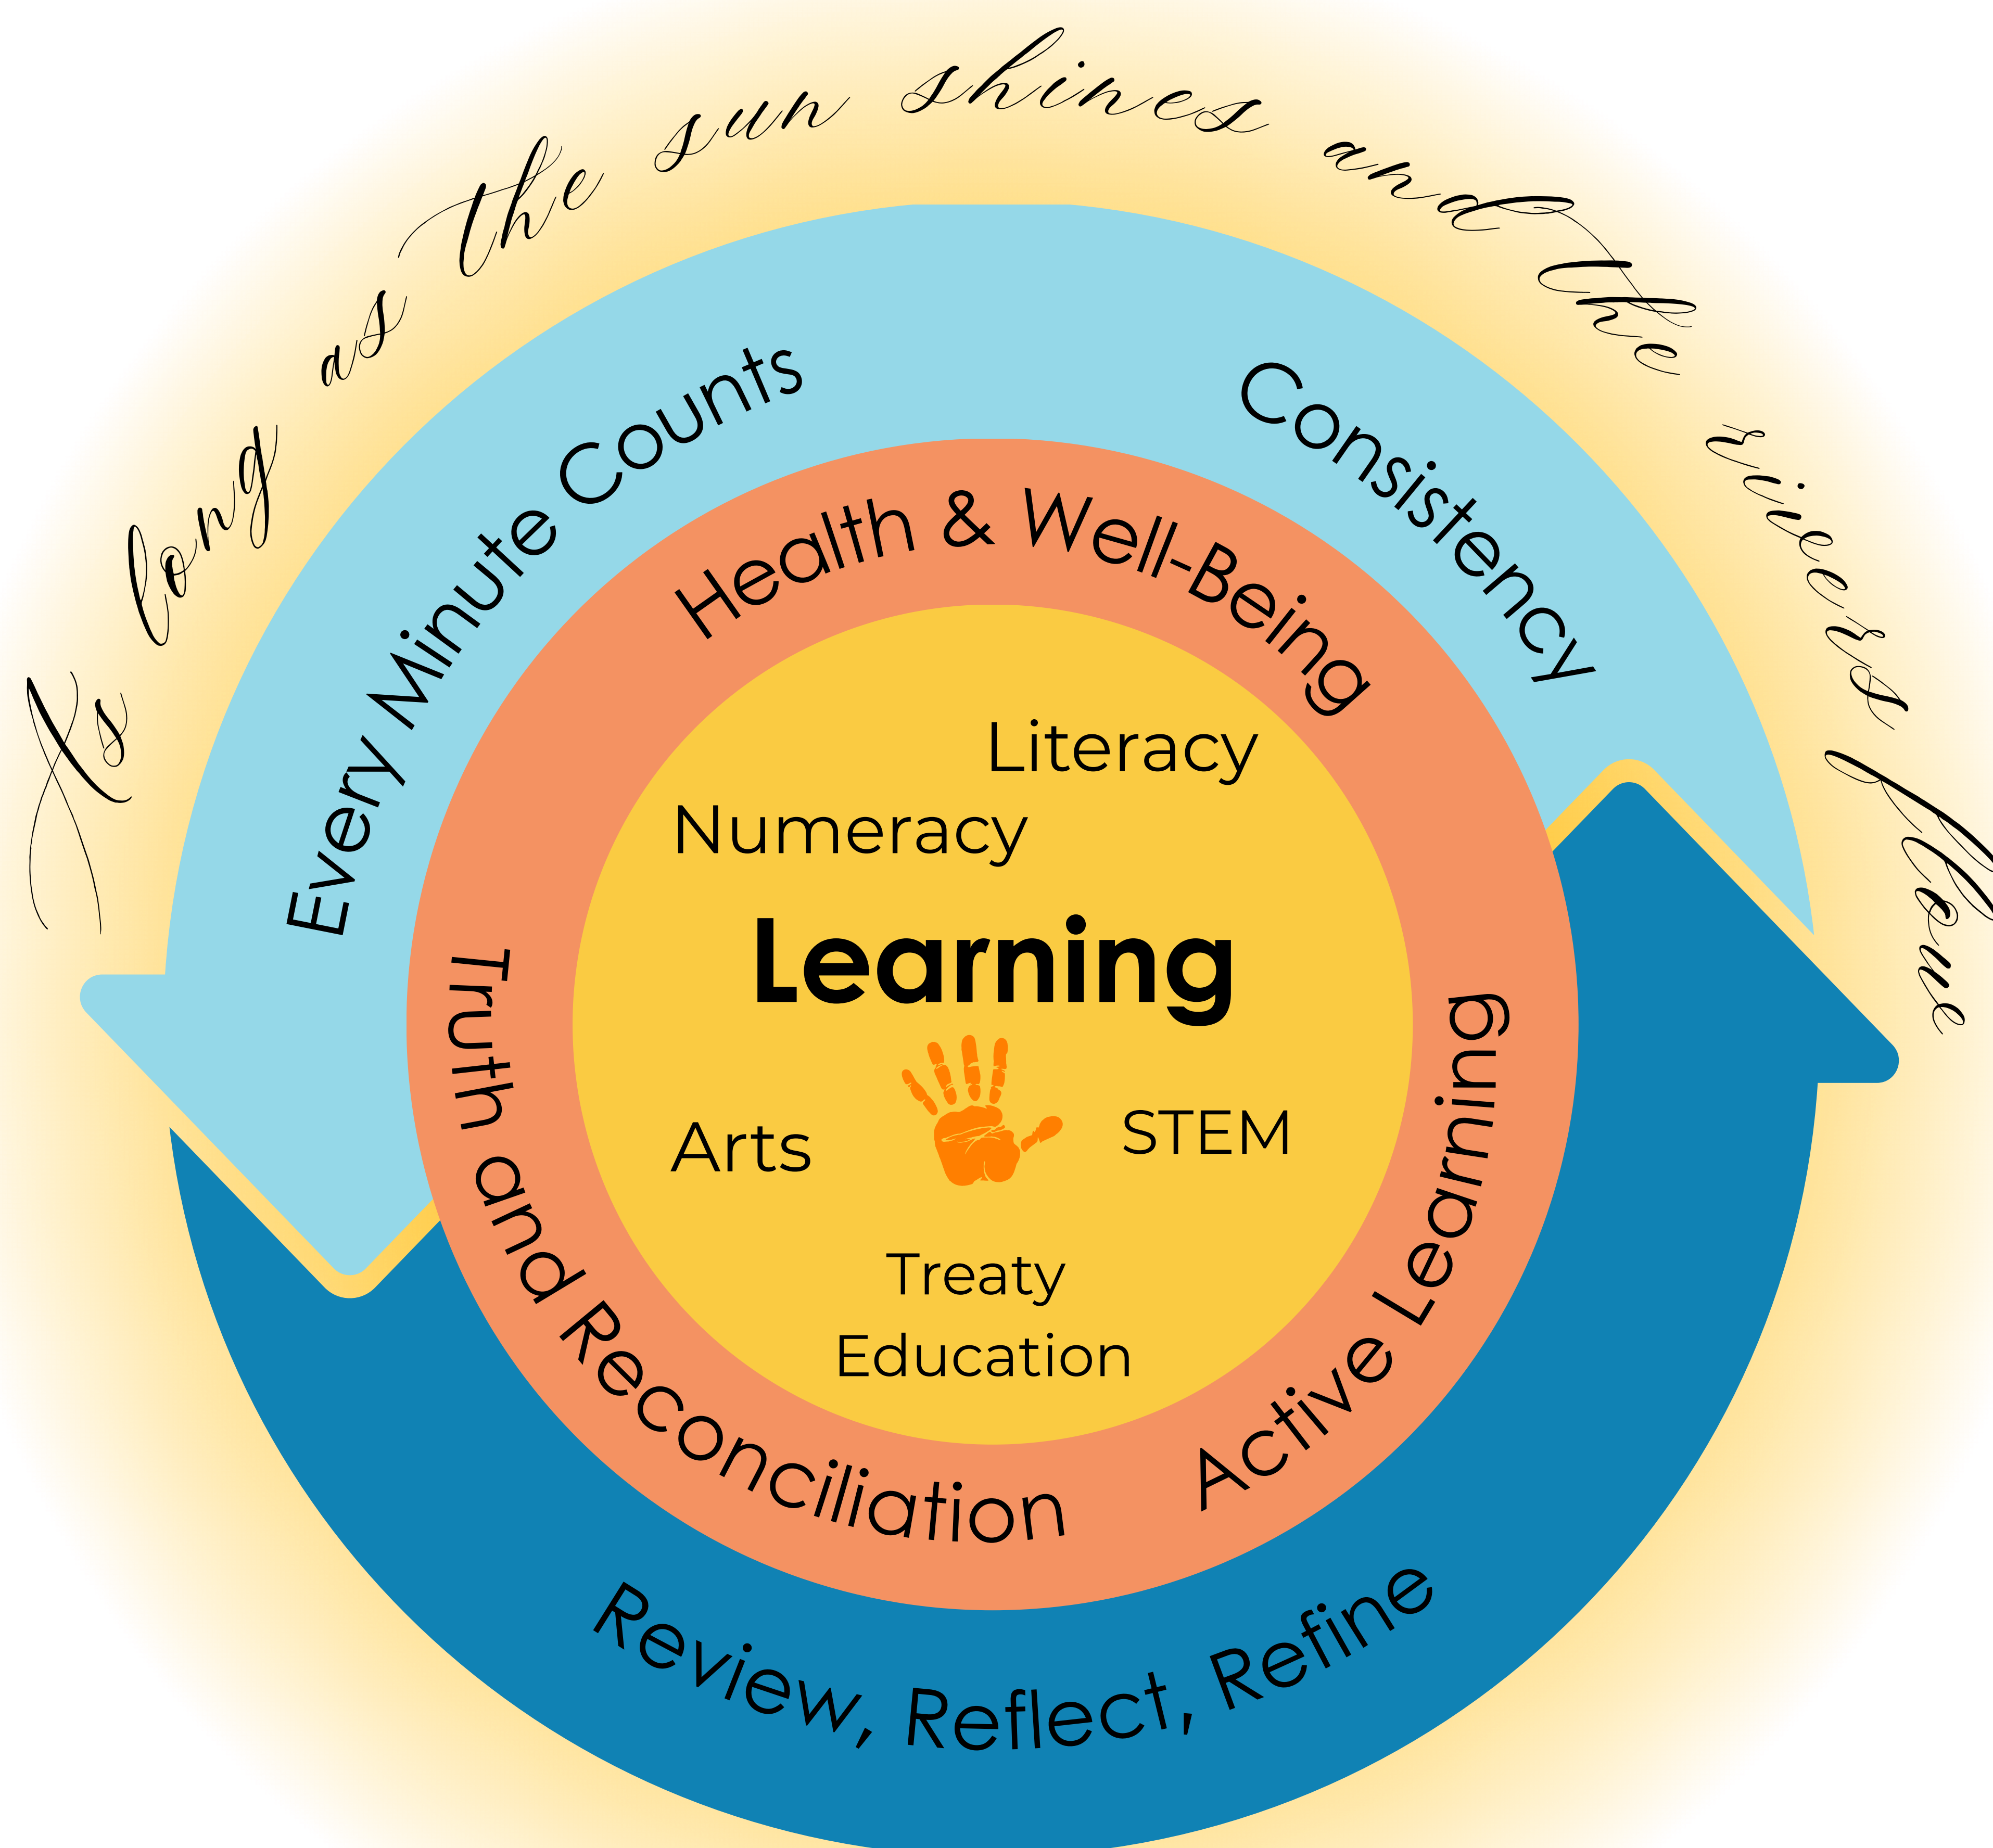 As long as the sun shines and the rivers flow
Every Minute Counts
Consistency
Health & Well-Being
Literacy
Numeracy
Learning
Arts
STEM
Treaty
Education
Truth and Reconciliation
Active Learning
Review, Reflect, Refine